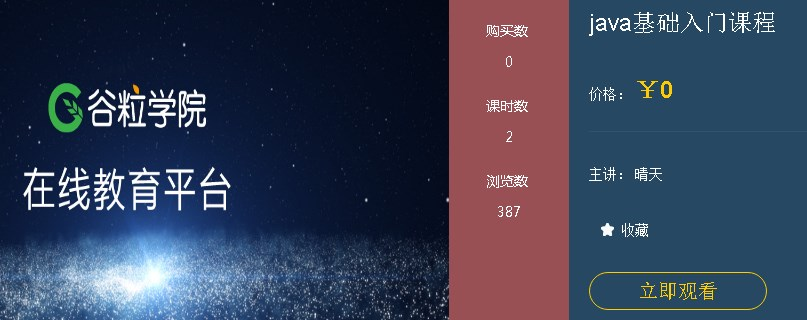 谷粒学院
在线教育平台
购买数
0
课时数
2
浏览数
387
java基础入门课程
价格：￥0
主讲：晴天
收藏
立即观看